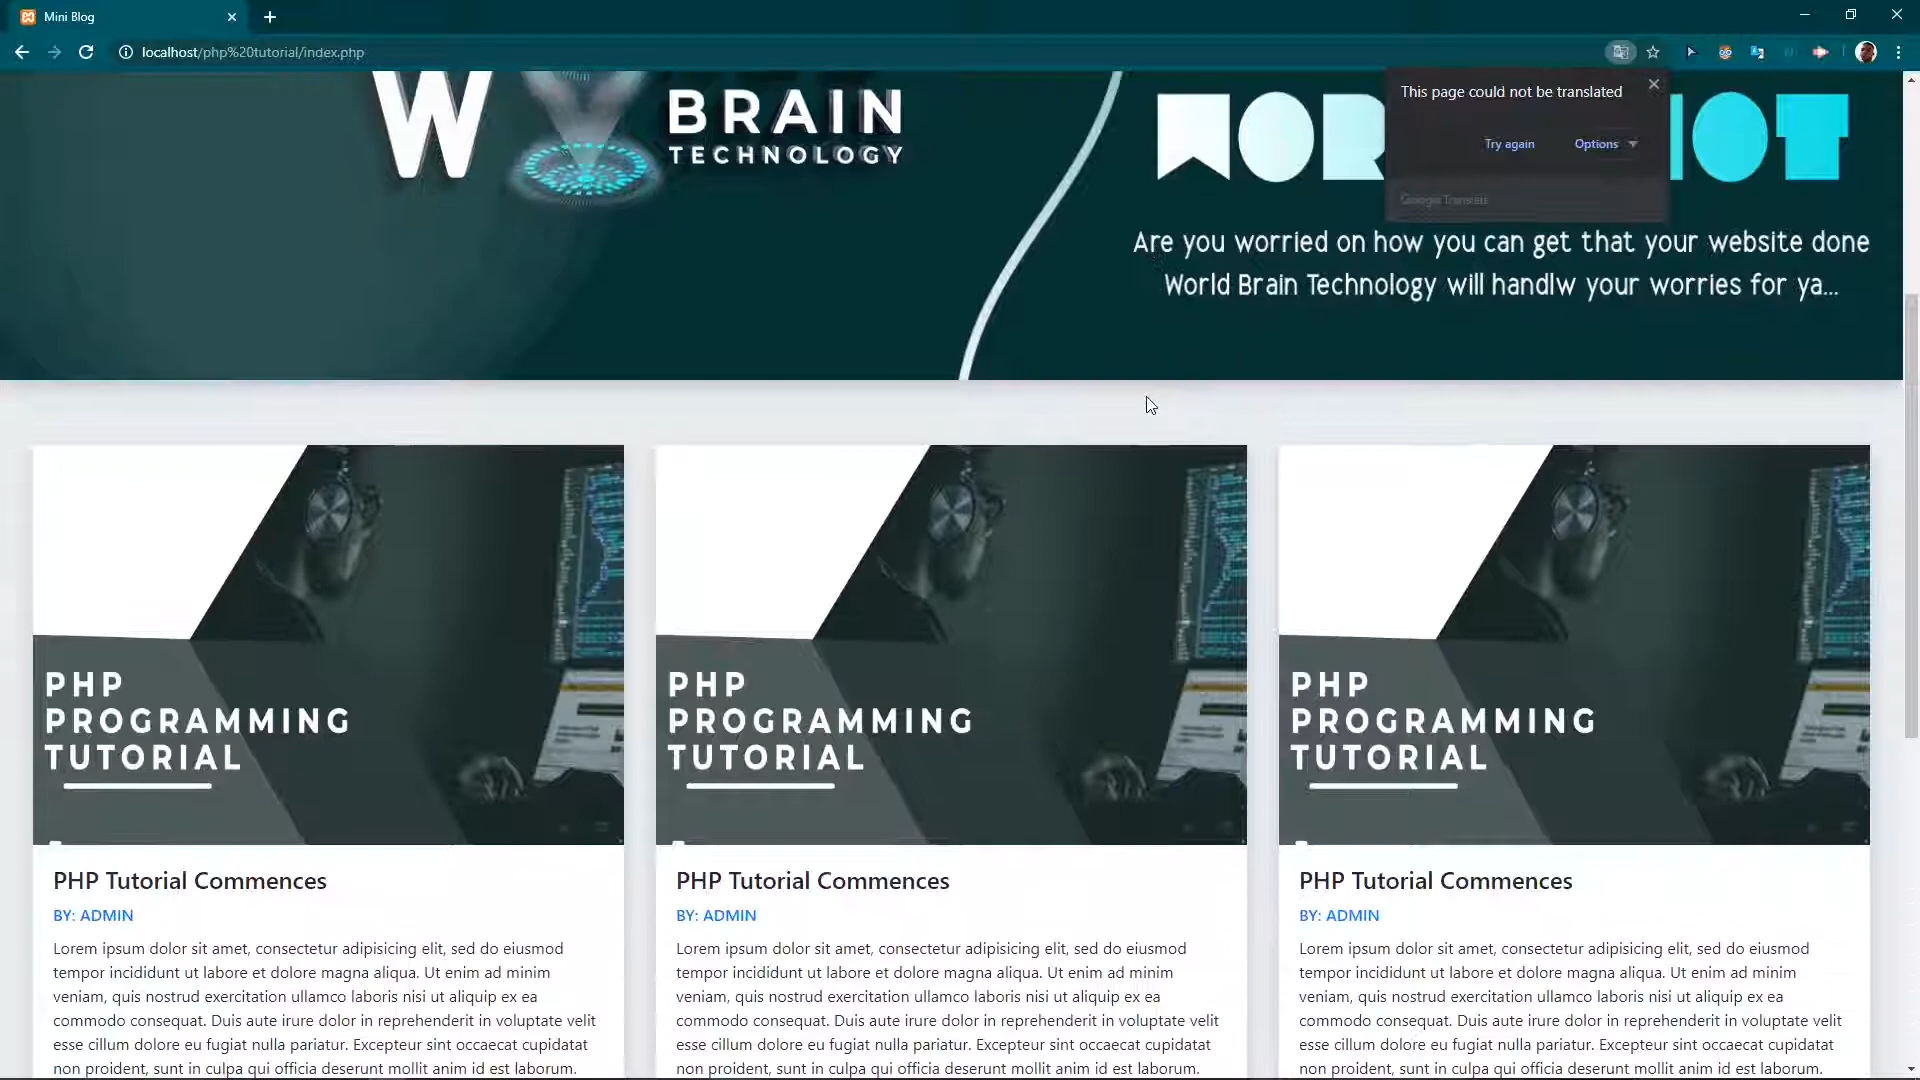 Mini Blog
localhost/php%20tutorial/index.php
This page could not be translated
Try again
Options
Google Translate
W
BRAIN
TECHNOLOGY
Are you worried on how you can get that your website done
World Brain Technology will handlw your worries for ya...
PHP
PROGRAMMING
TUTORIAL
PHP Tutorial Commences
BY: ADMIN
Lorem ipsum dolor sit amet, consectetur adipisicing elit, sed do eiusmod
tempor incididunt ut labore et dolore magna aliqua. Ut enim ad minim
veniam, quis nostrud exercitation ullamco laboris nisi ut aliquip ex ea
commodo consequat. Duis aute irure dolor in reprehenderit in voluptate velit
esse cillum dolore eu fugiat nulla pariatur. Excepteur sint occaecat cupidatat
non proident, sunt in culpa qui officia deserunt mollit anim id est laborum.
PHP
PROGRAMMING
TUTORIAL
PHP Tutorial Commences
BY: ADMIN
Lorem ipsum dolor sit amet, consectetur adipisicing elit, sed do eiusmod
tempor incididunt ut labore et dolore magna aliqua. Ut enim ad minim
veniam, quis nostrud exercitation ullamco laboris nisi ut aliquip ex ea
commodo consequat. Duis aute irure dolor in reprehenderit in voluptate velit
esse cillum dolore eu fugiat nulla pariatur. Excepteur sint occaecat cupidatat
non proident, sunt in culpa qui officia deserunt mollit anim id est laborum.
PHP
PROGRAMMING
TUTORIAL
PHP Tutorial Commences
BY: ADMIN
Lorem ipsum dolor sit amet, consectetur adipisicing elit, sed do eiusmod
tempor incididunt ut labore et dolore magna aliqua. Ut enim ad minim
veniam, quis nostrud exercitation ullamco laboris nisi ut aliquip ex ea
commodo consequat. Duis aute irure dolor in reprehenderit in voluptate velit
esse cillum dolore eu fugiat nulla pariatur. Excepteur sint occaecat cupidatat
non proident, sunt in culpa qui officia deserunt mollit anim id est laborum.